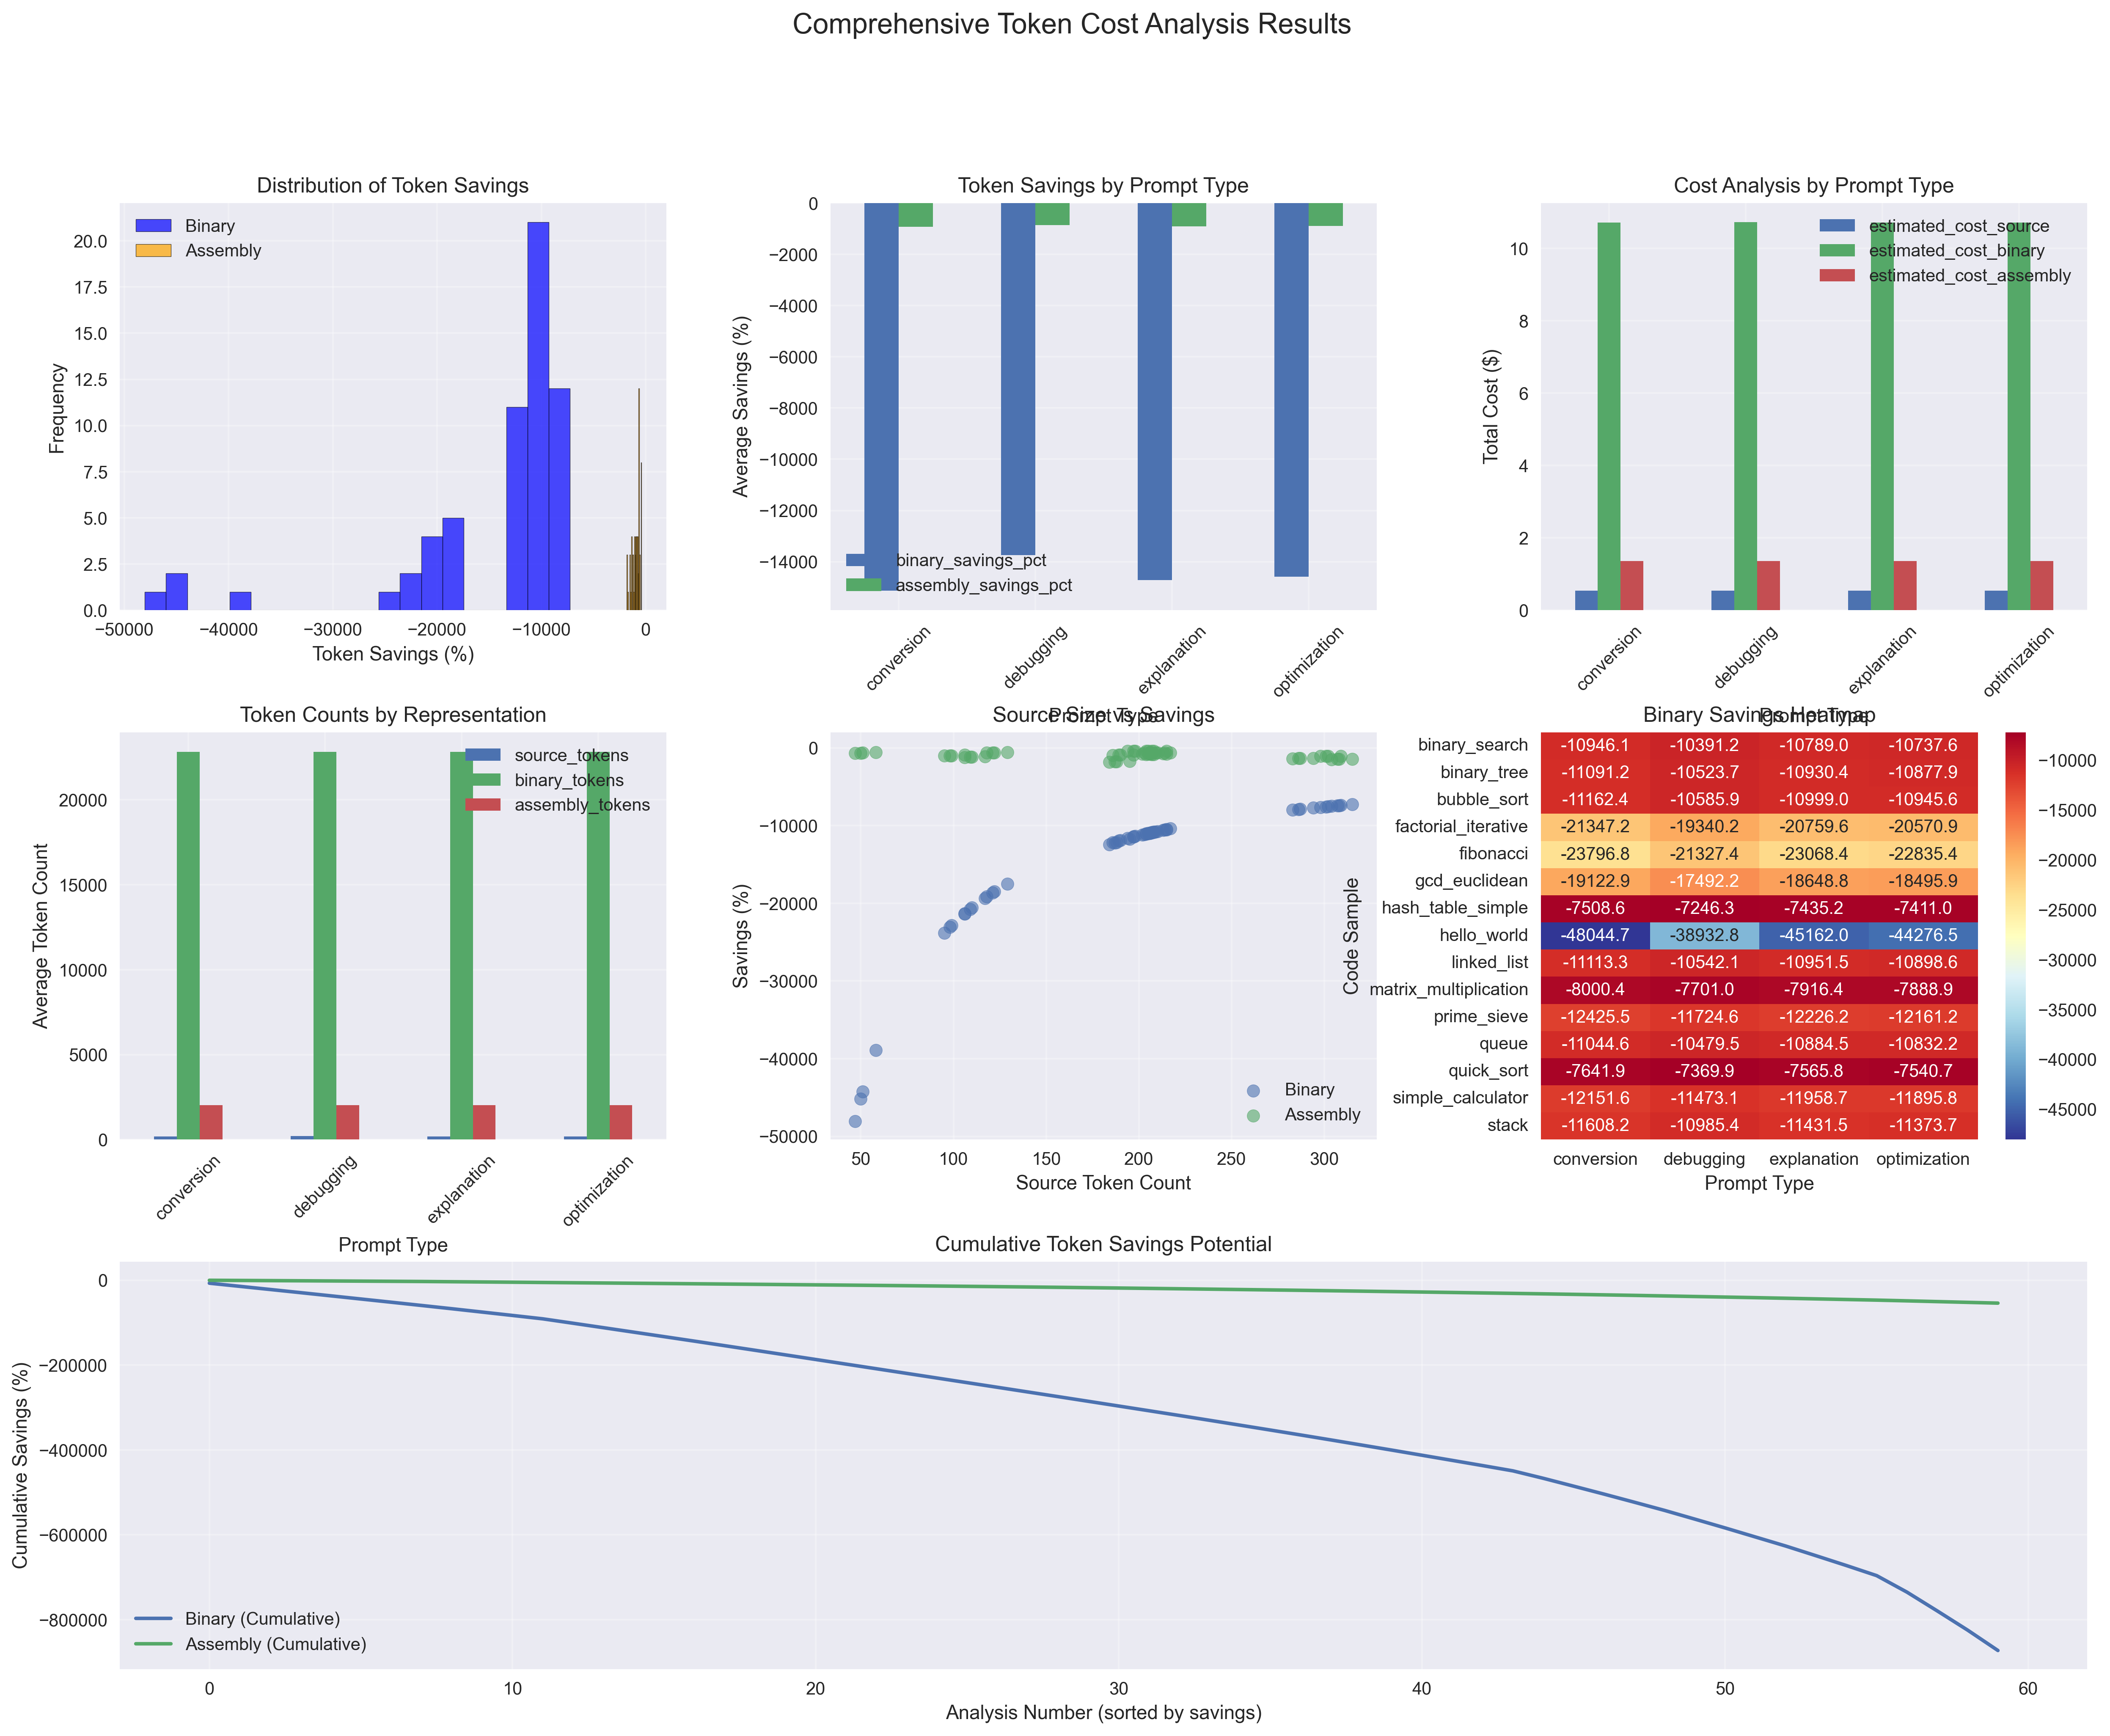 Comprehensive Token Cost Analysis Results
Distribution of Token Savings
Binary
Assembly
20.0
17.5
15.0
12.5
10.0
7.5
5.0
2.5
0.0
Frequency
−50000 −40000 −30000 −20000 −10000 0
Token Savings (%)
Token Savings by Prompt Type
0
−2000
−4000
−6000
−8000
−10000
−12000
−14000
Average Savings (%)
binary_savings_pct
assembly_savings_pct
conversion debugging explanation optimization
Prompt Type
Cost Analysis by Prompt Type
estimated_cost_source
estimated_cost_binary
estimated_cost_assembly
10
8
6
4
2
0
Total Cost ($)
conversion debugging explanation optimization
Prompt Type
Token Counts by Representation
source_tokens
binary_tokens
assembly_tokens
20000
15000
10000
5000
0
Average Token Count
conversion debugging explanation optimization
Prompt Type
Source Size vs Savings
0
−10000
−20000
−30000
−40000
−50000
Savings (%)
Binary
Assembly
50 100 150 200 250 300
Source Token Count
Binary Savings Heatmap
Code Sample
binary_search -10946.1 -10391.2 -10789.0 -10737.6
binary_tree -11091.2 -10523.7 -10930.4 -10877.9
bubble_sort -11162.4 -10585.9 -10999.0 -10945.6
factorial_iterative -21347.2 -19340.2 -20759.6 -20570.9
fibonacci -23796.8 -21327.4 -23068.4 -22835.4
gcd_euclidean -19122.9 -17492.2 -18648.8 -18495.9
hash_table_simple -7508.6 -7246.3 -7435.2 -7411.0
hello_world -48044.7 -38932.8 -45162.0 -44276.5
linked_list -11113.3 -10542.1 -10951.5 -10898.6
matrix_multiplication -8000.4 -7701.0 -7916.4 -7888.9
prime_sieve -12425.5 -11724.6 -12226.2 -12161.2
queue -11044.6 -10479.5 -10884.5 -10832.2
quick_sort -7641.9 -7369.9 -7565.8 -7540.7
simple_calculator -12151.6 -11473.1 -11958.7 -11895.8
stack -11608.2 -10985.4 -11431.5 -11373.7
conversion debugging explanation optimization
Prompt Type
−10000
−15000
−20000
−25000
−30000
−35000
−40000
−45000
Cumulative Token Savings Potential
0
−200000
−400000
−600000
−800000
Cumulative Savings (%)
Binary (Cumulative)
Assembly (Cumulative)
0 10 20 30 40 50 60
Analysis Number (sorted by savings)